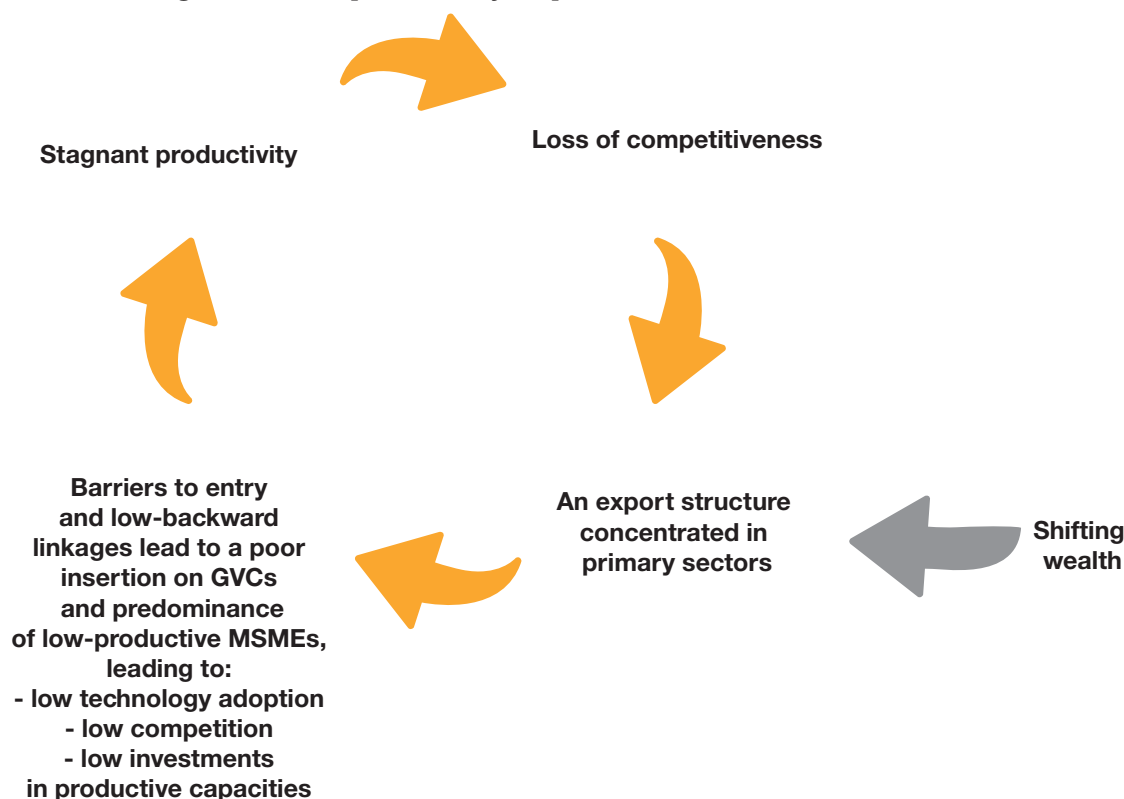 Stagnant productivity
Loss of competitiveness
An export structure
concentrated in
primary sectors
Shifting
wealth
Barriers to entry
and low-backward
linkages lead to a poor
insertion on GVCs
and predominance
of low-productive MSMEs,
leading to:
- low technology adoption
- low competition
- low investments
in productive capacities